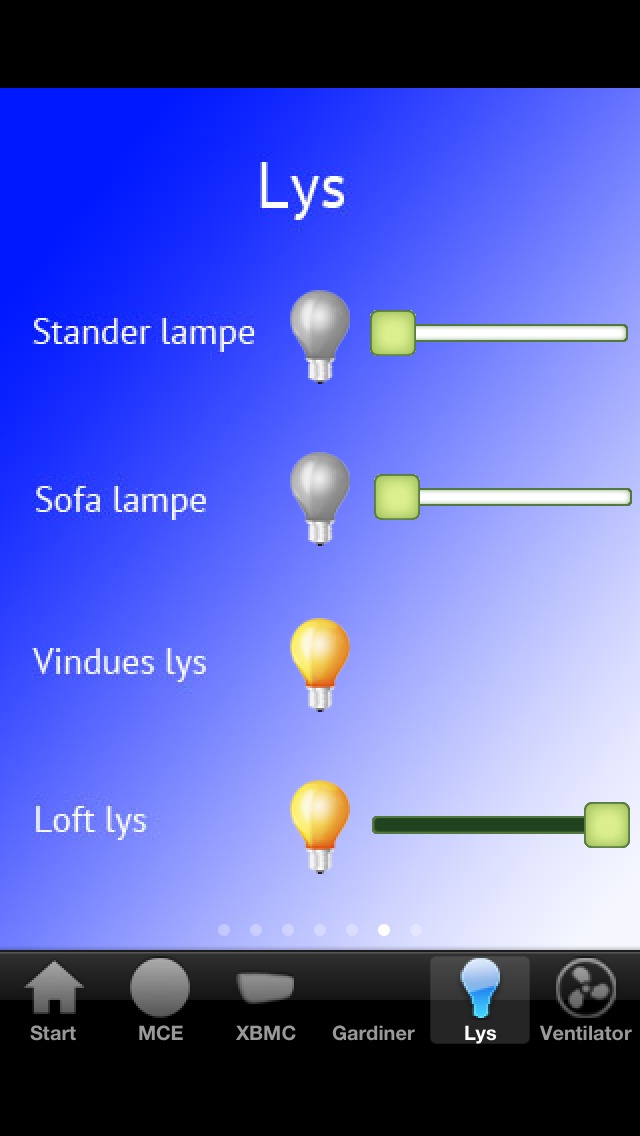 Lys
Stander lampe
Sofa lampe
Vindues lys
Loft lys
Start MCE XBMC Gardiner Lys Ventilator